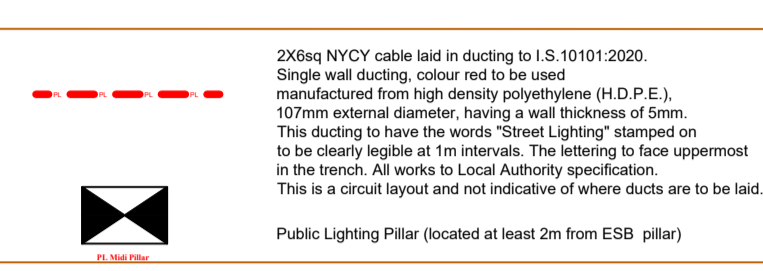 2X6sq NYCY cable laid in ducting to I.S.10101:2020.
Single wall ducting, colour red to be used
PL PL PL PL
manufactured from high density polyethylene (H.D.P.E.),
107mm external diameter, having a wall thickness of 5mm.
This ducting to have the words "Street Lighting" stamped on
to be clearly legible at 1m intervals. The lettering to face uppermost
in the trench. All works to Local Authority specification.
This is a circuit layout and not indicative of where ducts are to be laid.
Public Lighting Pillar (located at least 2m from ESB pillar)
PL Midi Pillar